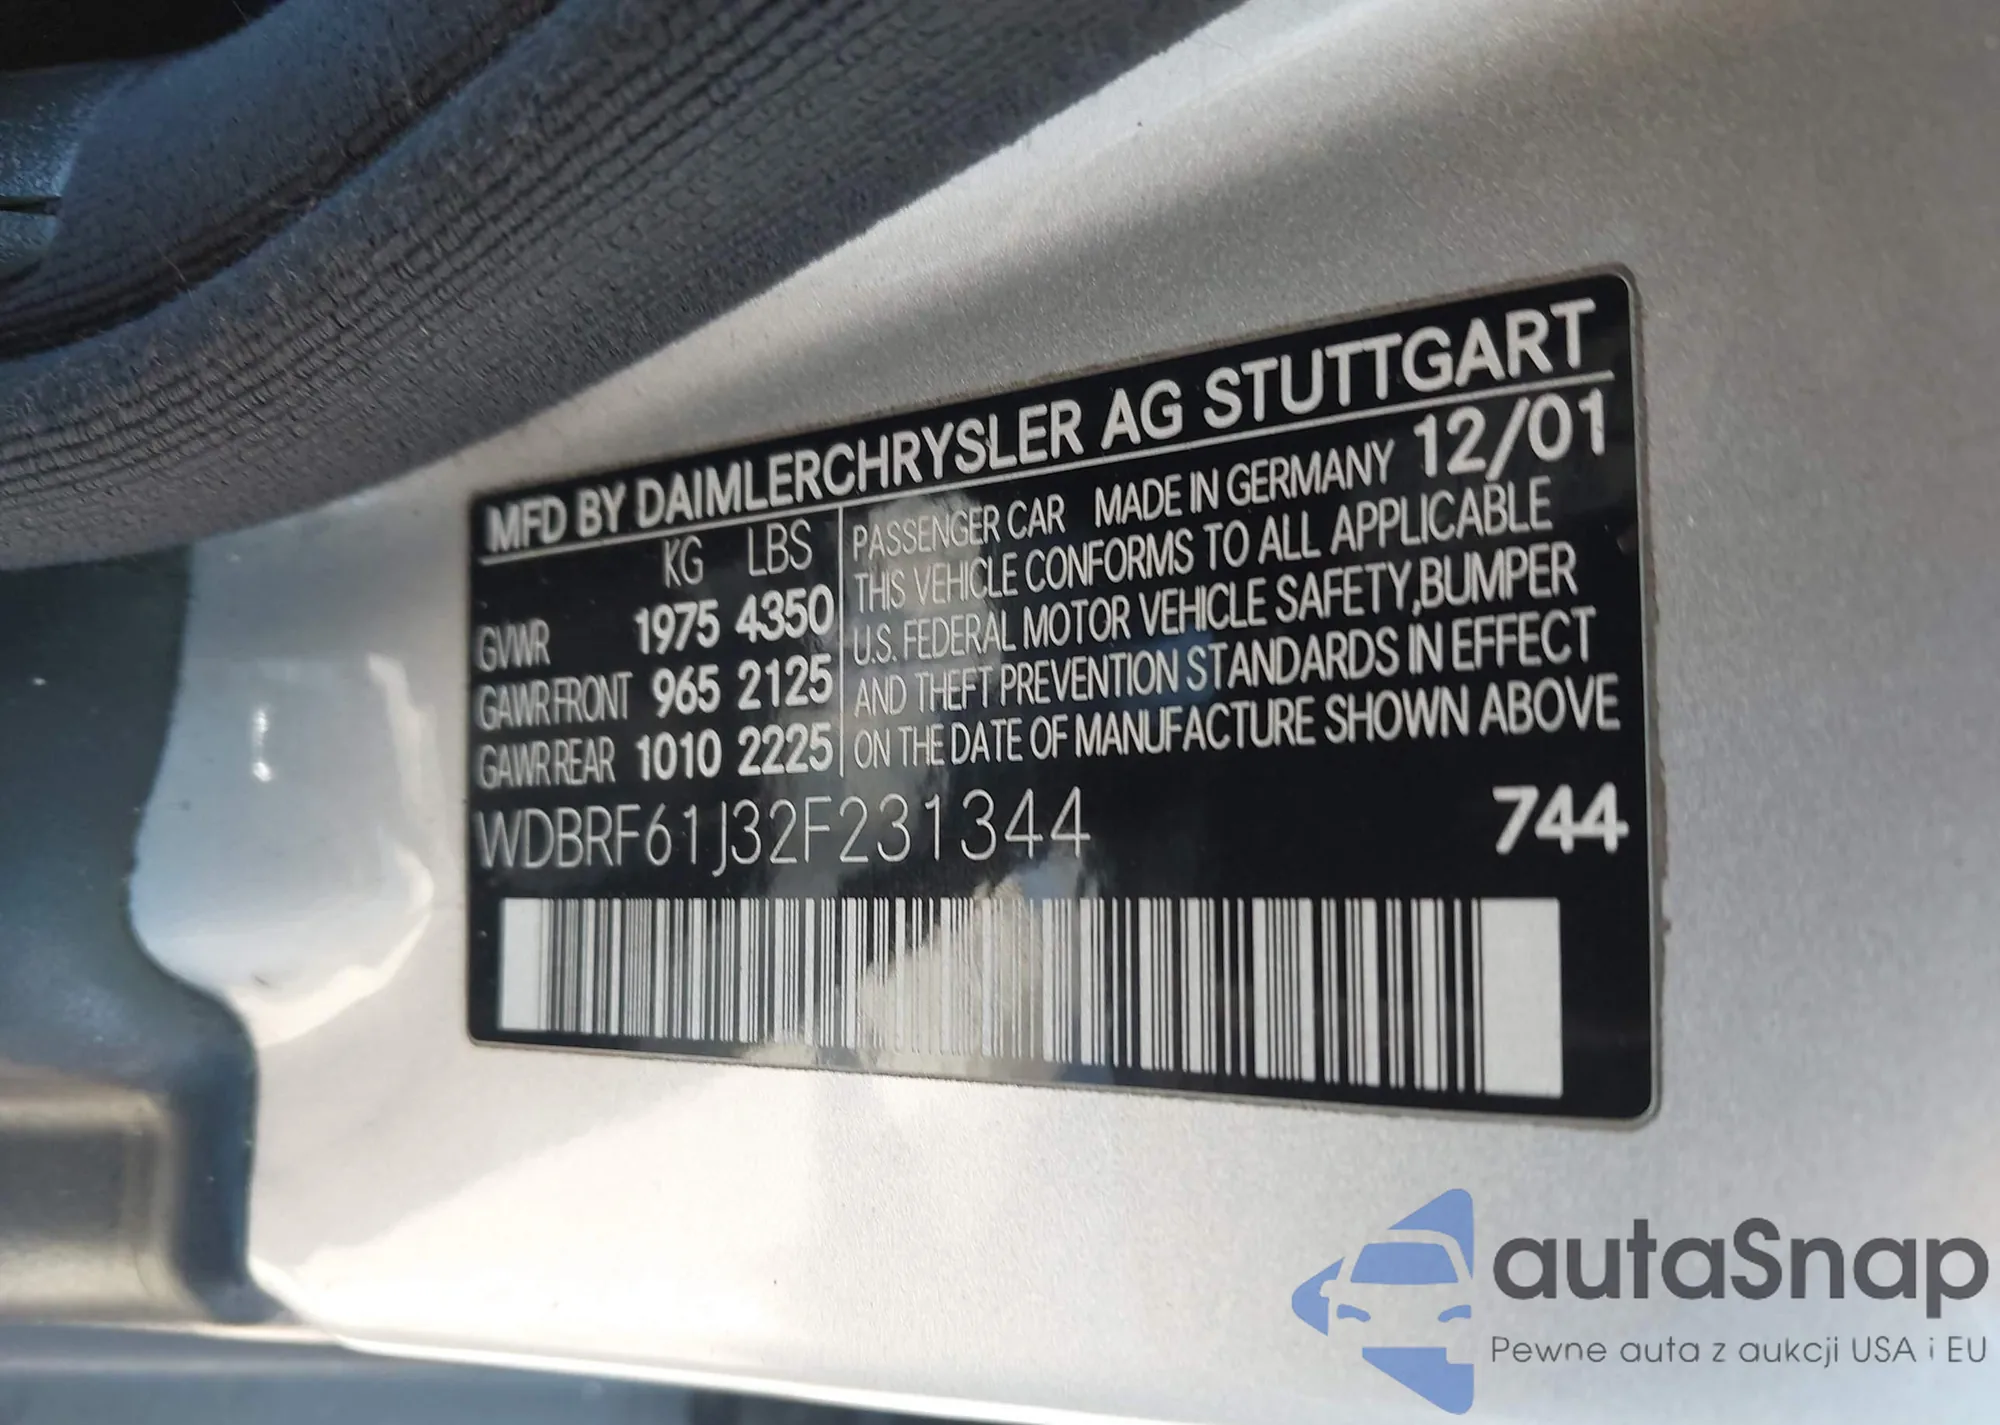 MFD BY DAIMLERCHRYSLER AG STUTTGART
KG LBS
GVWR 1975 4350
GAWR FRONT 965 2125
GAWR REAR 1010 2225
PASSENGER CAR MADE IN GERMANY 12/01
THIS VEHICLE CONFORMS TO ALL APPLICABLE
U.S. FEDERAL MOTOR VEHICLE SAFETY,BUMPER
AND THEFT PREVENTION STANDARDS IN EFFECT
ON THE DATE OF MANUFACTURE SHOWN ABOVE
WDBRF61J32F231344 744
autaSnap
Pewne auta z aukcji USA i EU